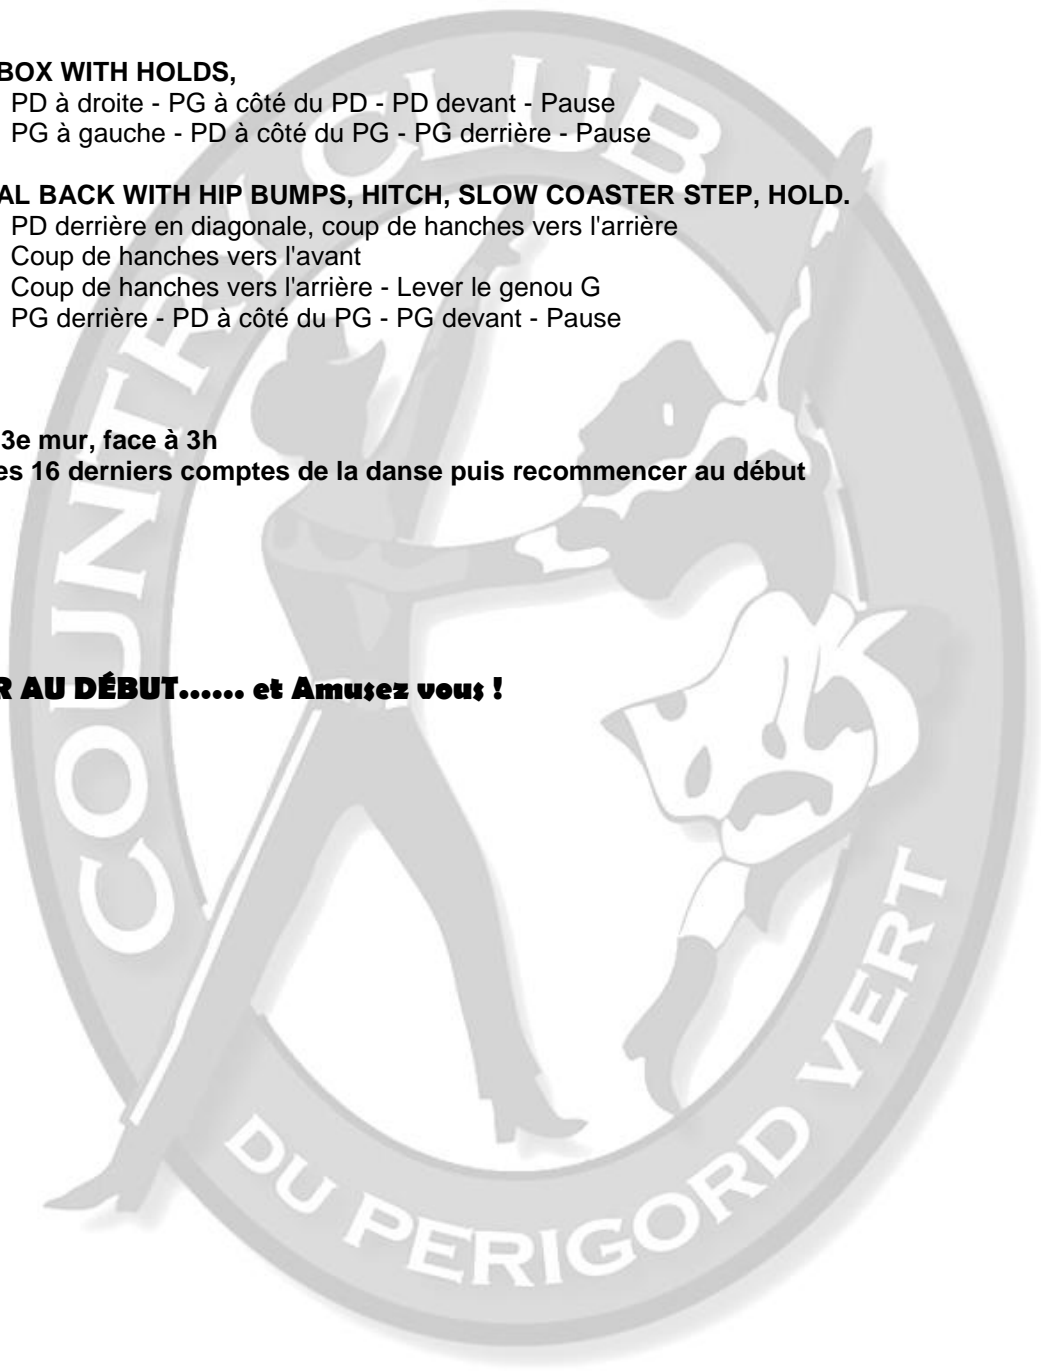 BOX WITH HOLDS,
PD à droite - PG à côté du PD - PD devant - Pause
PG à gauche - PD à côté du PG - PG derrière - Pause
AL BACK WITH HIP BUMPS, HITCH, SLOW COASTER STEP, HOLD.
PD derrière en diagonale, coup de hanches vers l'arrière
Coup de hanches vers l'avant
Coup de hanches vers l'arrière - Lever le genou G
PG derrière - PD à côté du PG - PG devant - Pause
3e mur, face à 3h
es 16 derniers comptes de la danse puis recommencer au début
R AU DÉBUT...... et Amusez vous !
COUNTRY CLUB
DU PERIGORD VERT